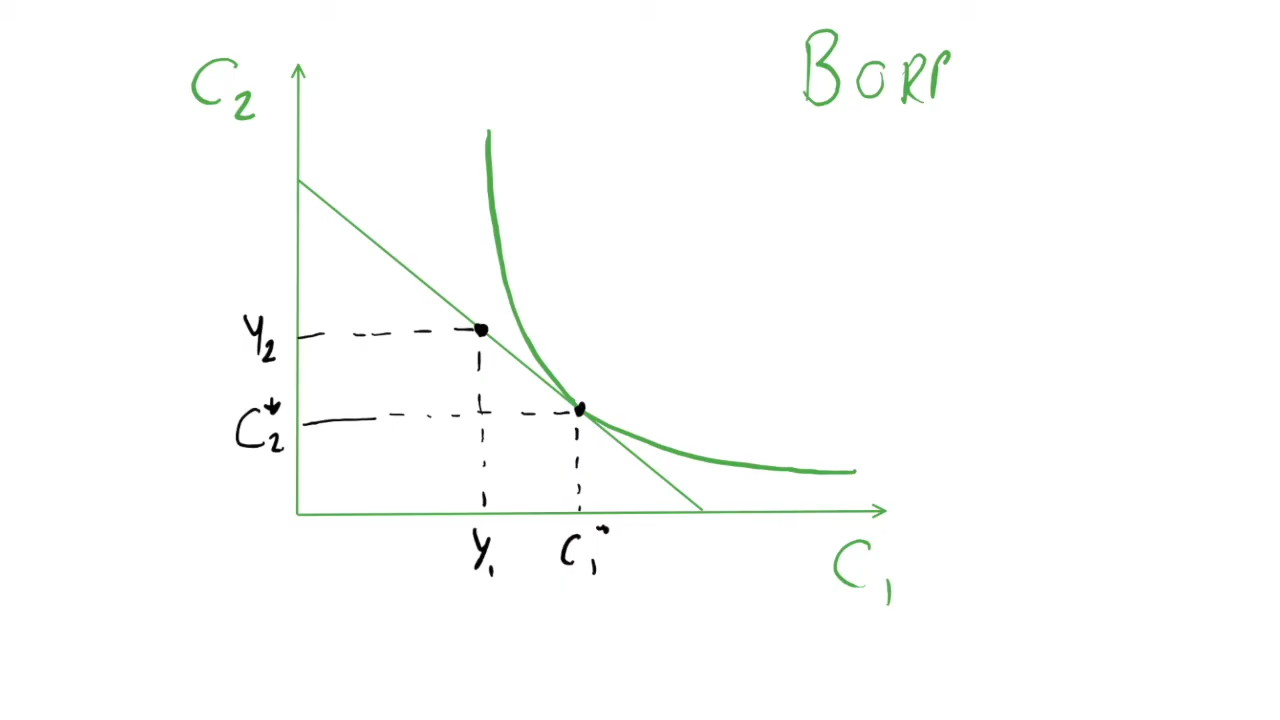 BORR
C₂
Y₂
C₂*
Y₁ C₁*
C₁